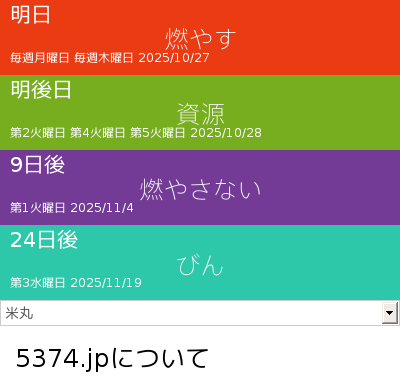 明日
燃やす
毎週月曜日 毎週木曜日 2025/10/27
明後日
資源
第2火曜日 第4火曜日 第5火曜日 2025/10/28
9日後
燃やさない
第1火曜日 2025/11/4
24日後
びん
第3水曜日 2025/11/19
米丸
5374.jpについて